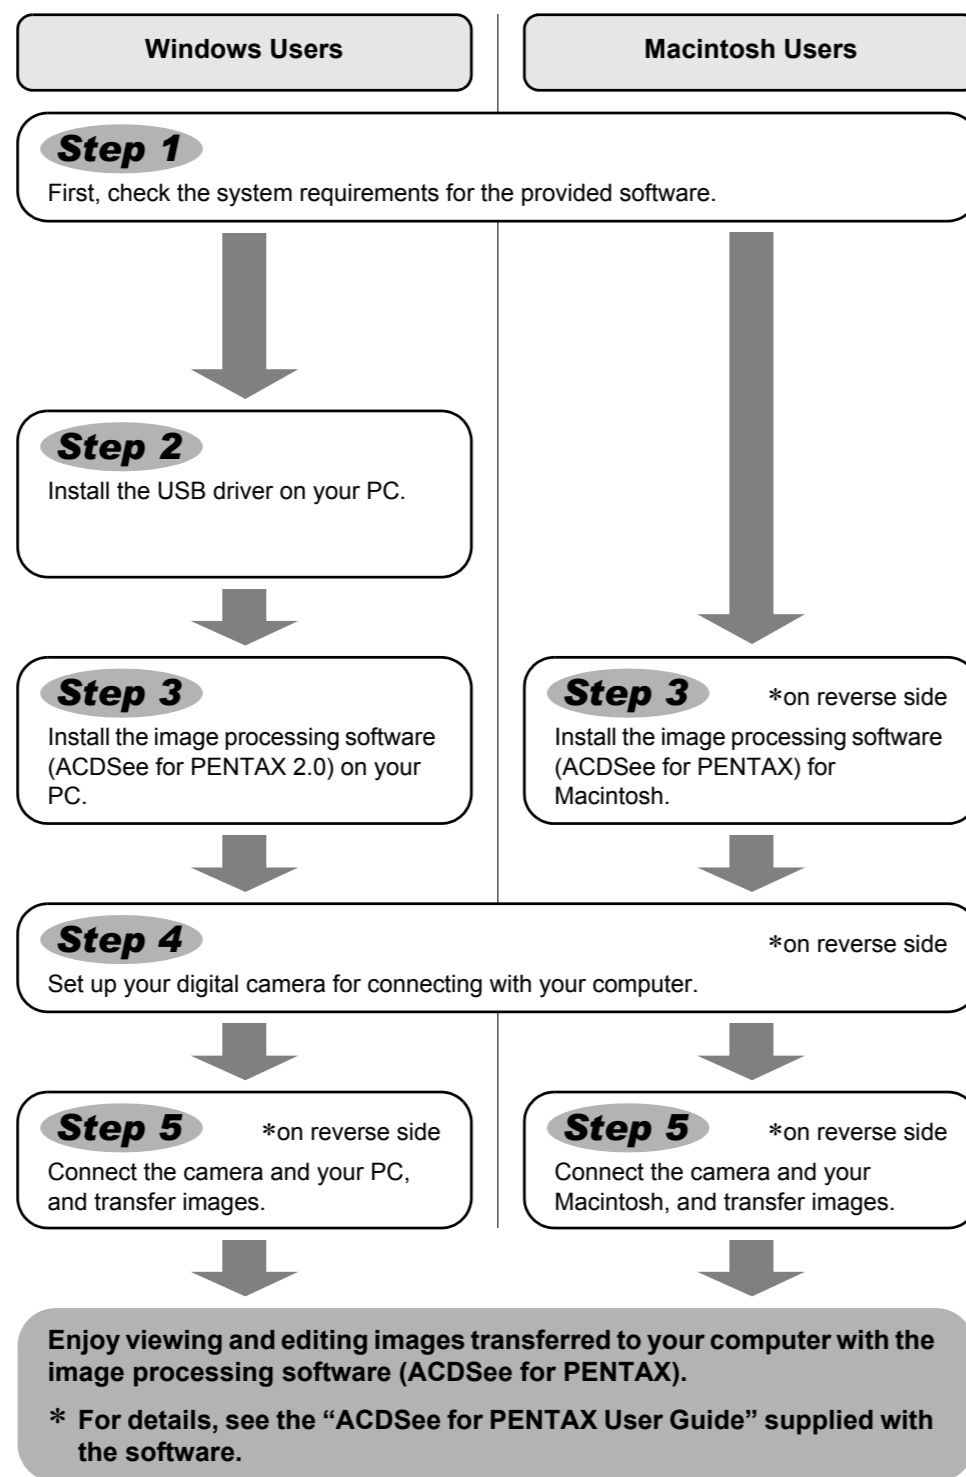 Windows Users
Macintosh Users
Step 1
First, check the system requirements for the provided software.
Step 2
Install the USB driver on your PC.
Step 3
Install the image processing software
(ACDSee for PENTAX 2.0) on your
PC.
Step 3
*on reverse side
Install the image processing software
(ACDSee for PENTAX) for
Macintosh.
Step 4
*on reverse side
Set up your digital camera for connecting with your computer.
Step 5
*on reverse side
Connect the camera and your PC,
and transfer images.
Step 5
*on reverse side
Connect the camera and your
Macintosh, and transfer images.
Enjoy viewing and editing images transferred to your computer with the
image processing software (ACDSee for PENTAX).
* For details, see the “ACDSee for PENTAX User Guide” supplied with
the software.